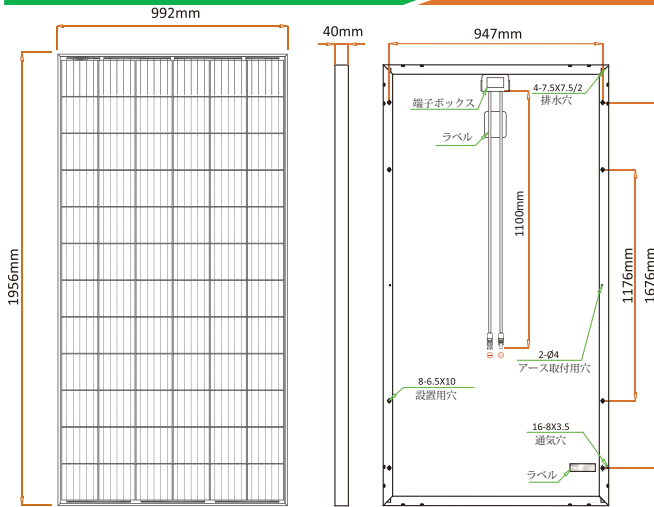 992mm
1956mm
40mm
947mm
4-7.5X7.5/2
排水穴
端子ボックス
ラベル
1100mm
1176mm
1676mm
2-Ø4
アース取付用穴
8-6.5X10
設置用穴
16-8X3.5
通気穴
ラベル